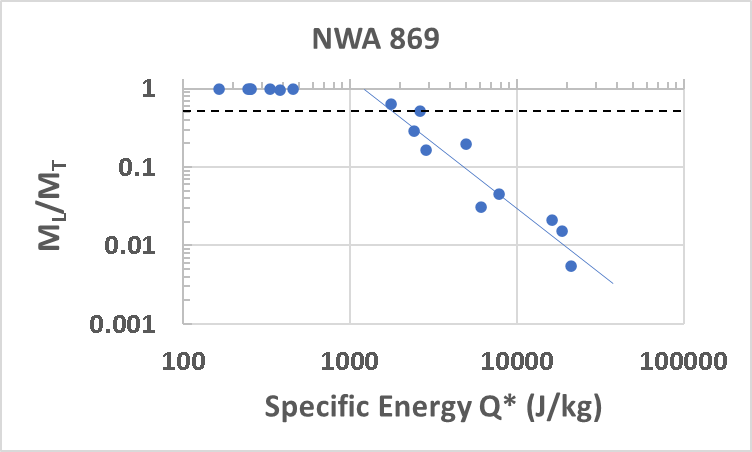 NWA 869
1
0.1
0.01
0.001
M_L/M_T
100 1000 10000 100000
Specific Energy Q* (J/kg)